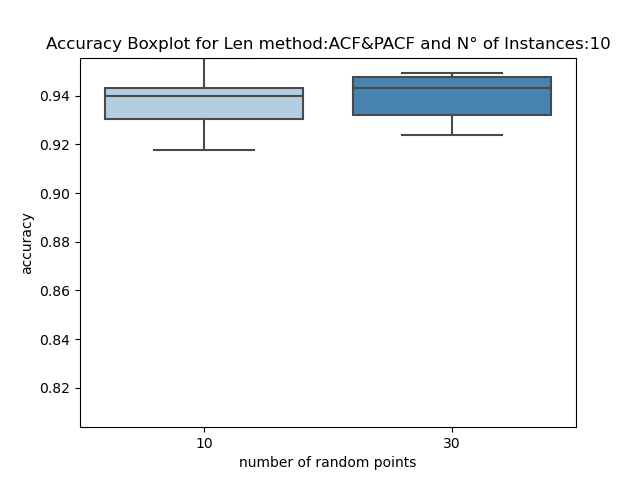 Accuracy Boxplot for Len method:ACF&PACF and N° of Instances:10
0.94
0.92
0.90
0.88
0.86
0.84
0.82
accuracy
10 30
number of random points